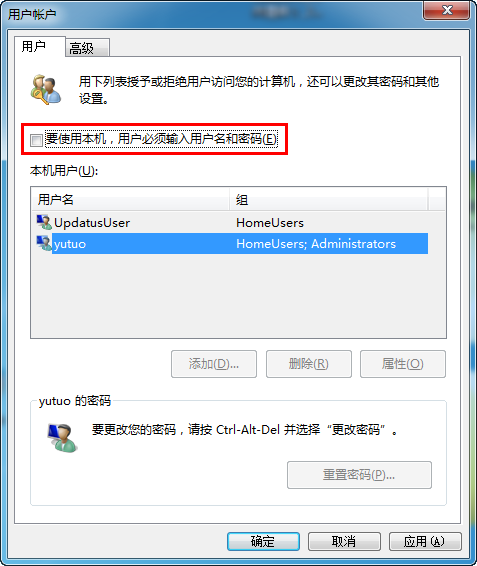 用户帐户
用户
高级
用下列表授予或拒绝用户访问您的计算机，还可以更改其密码和其他
设置。
要使用本机，用户必须输入用户名和密码(E)
本机用户(U):
用户名 组
UpdatusUser HomeUsers
yutuo HomeUsers; Administrators
添加(D)... 删除(R) 属性(O)
yutuo 的密码
要更改您的密码，请按 Ctrl-Alt-Del 并选择“更改密码”。
重置密码(P)...
确定 取消 应用(A)